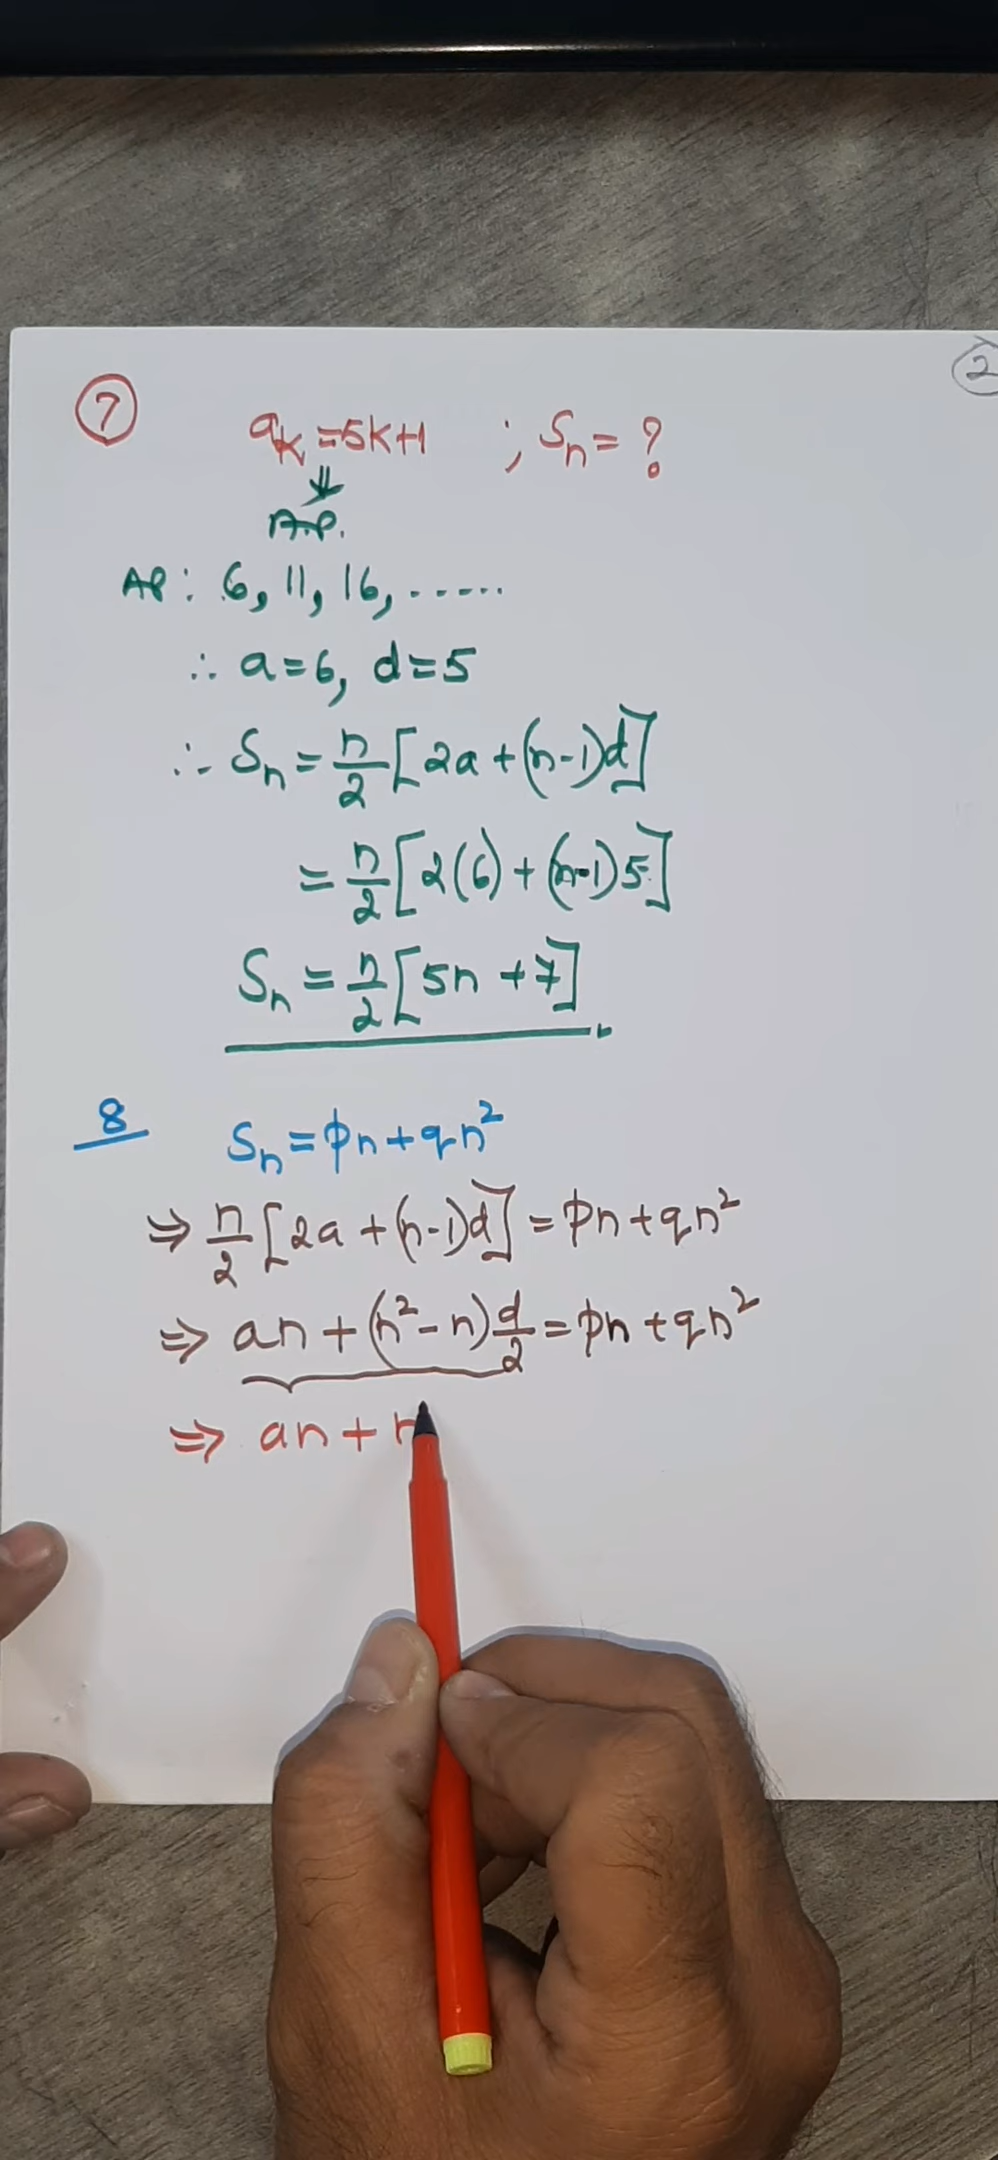 2
7
aₖ = 5k+1 ; Sₙ = ?
⇓
A.P.
AP : 6, 11, 16, ......
∴ a=6, d=5
∴ Sₙ = n/2 [2a + (n-1)d]
= n/2 [2(6) + (n-1)5]
Sₙ = n/2 [5n + 7].
8 Sₙ = pn + qn²
⇒ n/2 [2a + (n-1)d] = pn + qn²
⇒ an + (n² - n) d/2 = pn + qn²
⇒ an + n